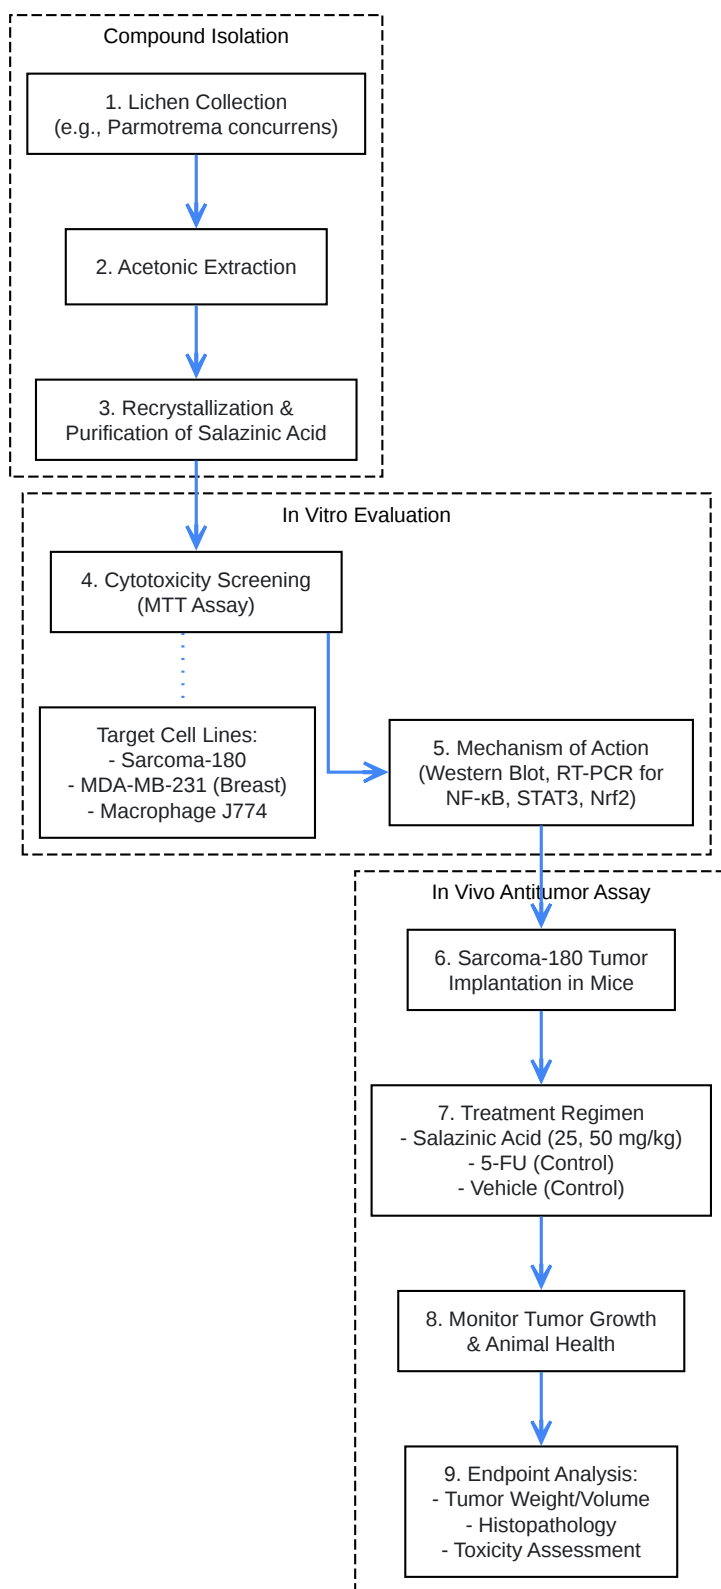 Compound Isolation
1. Lichen Collection
(e.g., Parmotrema concurrens)
2. Acetonic Extraction
3. Recrystallization &
Purification of Salazinic Acid
In Vitro Evaluation
4. Cytotoxicity Screening
(MTT Assay)
Target Cell Lines:
- Sarcoma-180
- MDA-MB-231 (Breast)
- Macrophage J774
5. Mechanism of Action
(Western Blot, RT-PCR for
NF-κB, STAT3, Nrf2)
In Vivo Antitumor Assay
6. Sarcoma-180 Tumor
Implantation in Mice
7. Treatment Regimen
- Salazinic Acid (25, 50 mg/kg)
- 5-FU (Control)
- Vehicle (Control)
8. Monitor Tumor Growth
& Animal Health
9. Endpoint Analysis:
- Tumor Weight/Volume
- Histopathology
- Toxicity Assessment